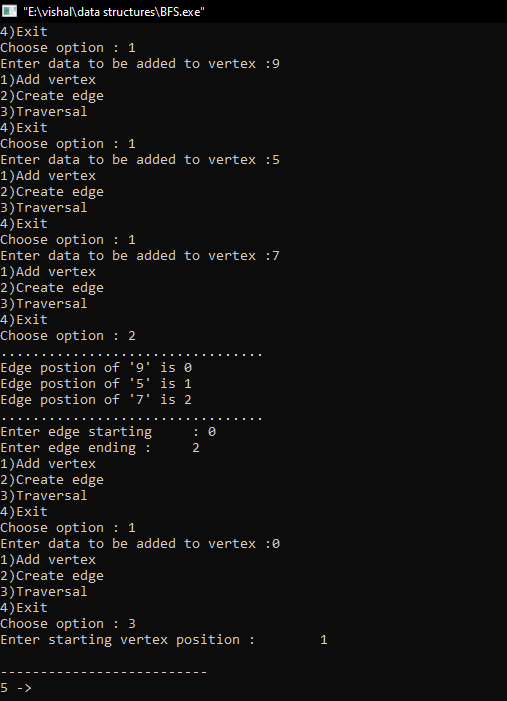 "E:\vishal\data structures\BFS.exe"
4)Exit
Choose option : 1
Enter data to be added to vertex :9
1)Add vertex
2)Create edge
3)Traversal
4)Exit
Choose option : 1
Enter data to be added to vertex :5
1)Add vertex
2)Create edge
3)Traversal
4)Exit
Choose option : 1
Enter data to be added to vertex :7
1)Add vertex
2)Create edge
3)Traversal
4)Exit
Choose option : 2
.................................
Edge postion of '9' is 0
Edge postion of '5' is 1
Edge postion of '7' is 2
.................................
Enter edge starting     : 0
Enter edge ending :     2
1)Add vertex
2)Create edge
3)Traversal
4)Exit
Choose option : 1
Enter data to be added to vertex :0
1)Add vertex
2)Create edge
3)Traversal
4)Exit
Choose option : 3
Enter starting vertex position :        1
--------------------------
5 ->